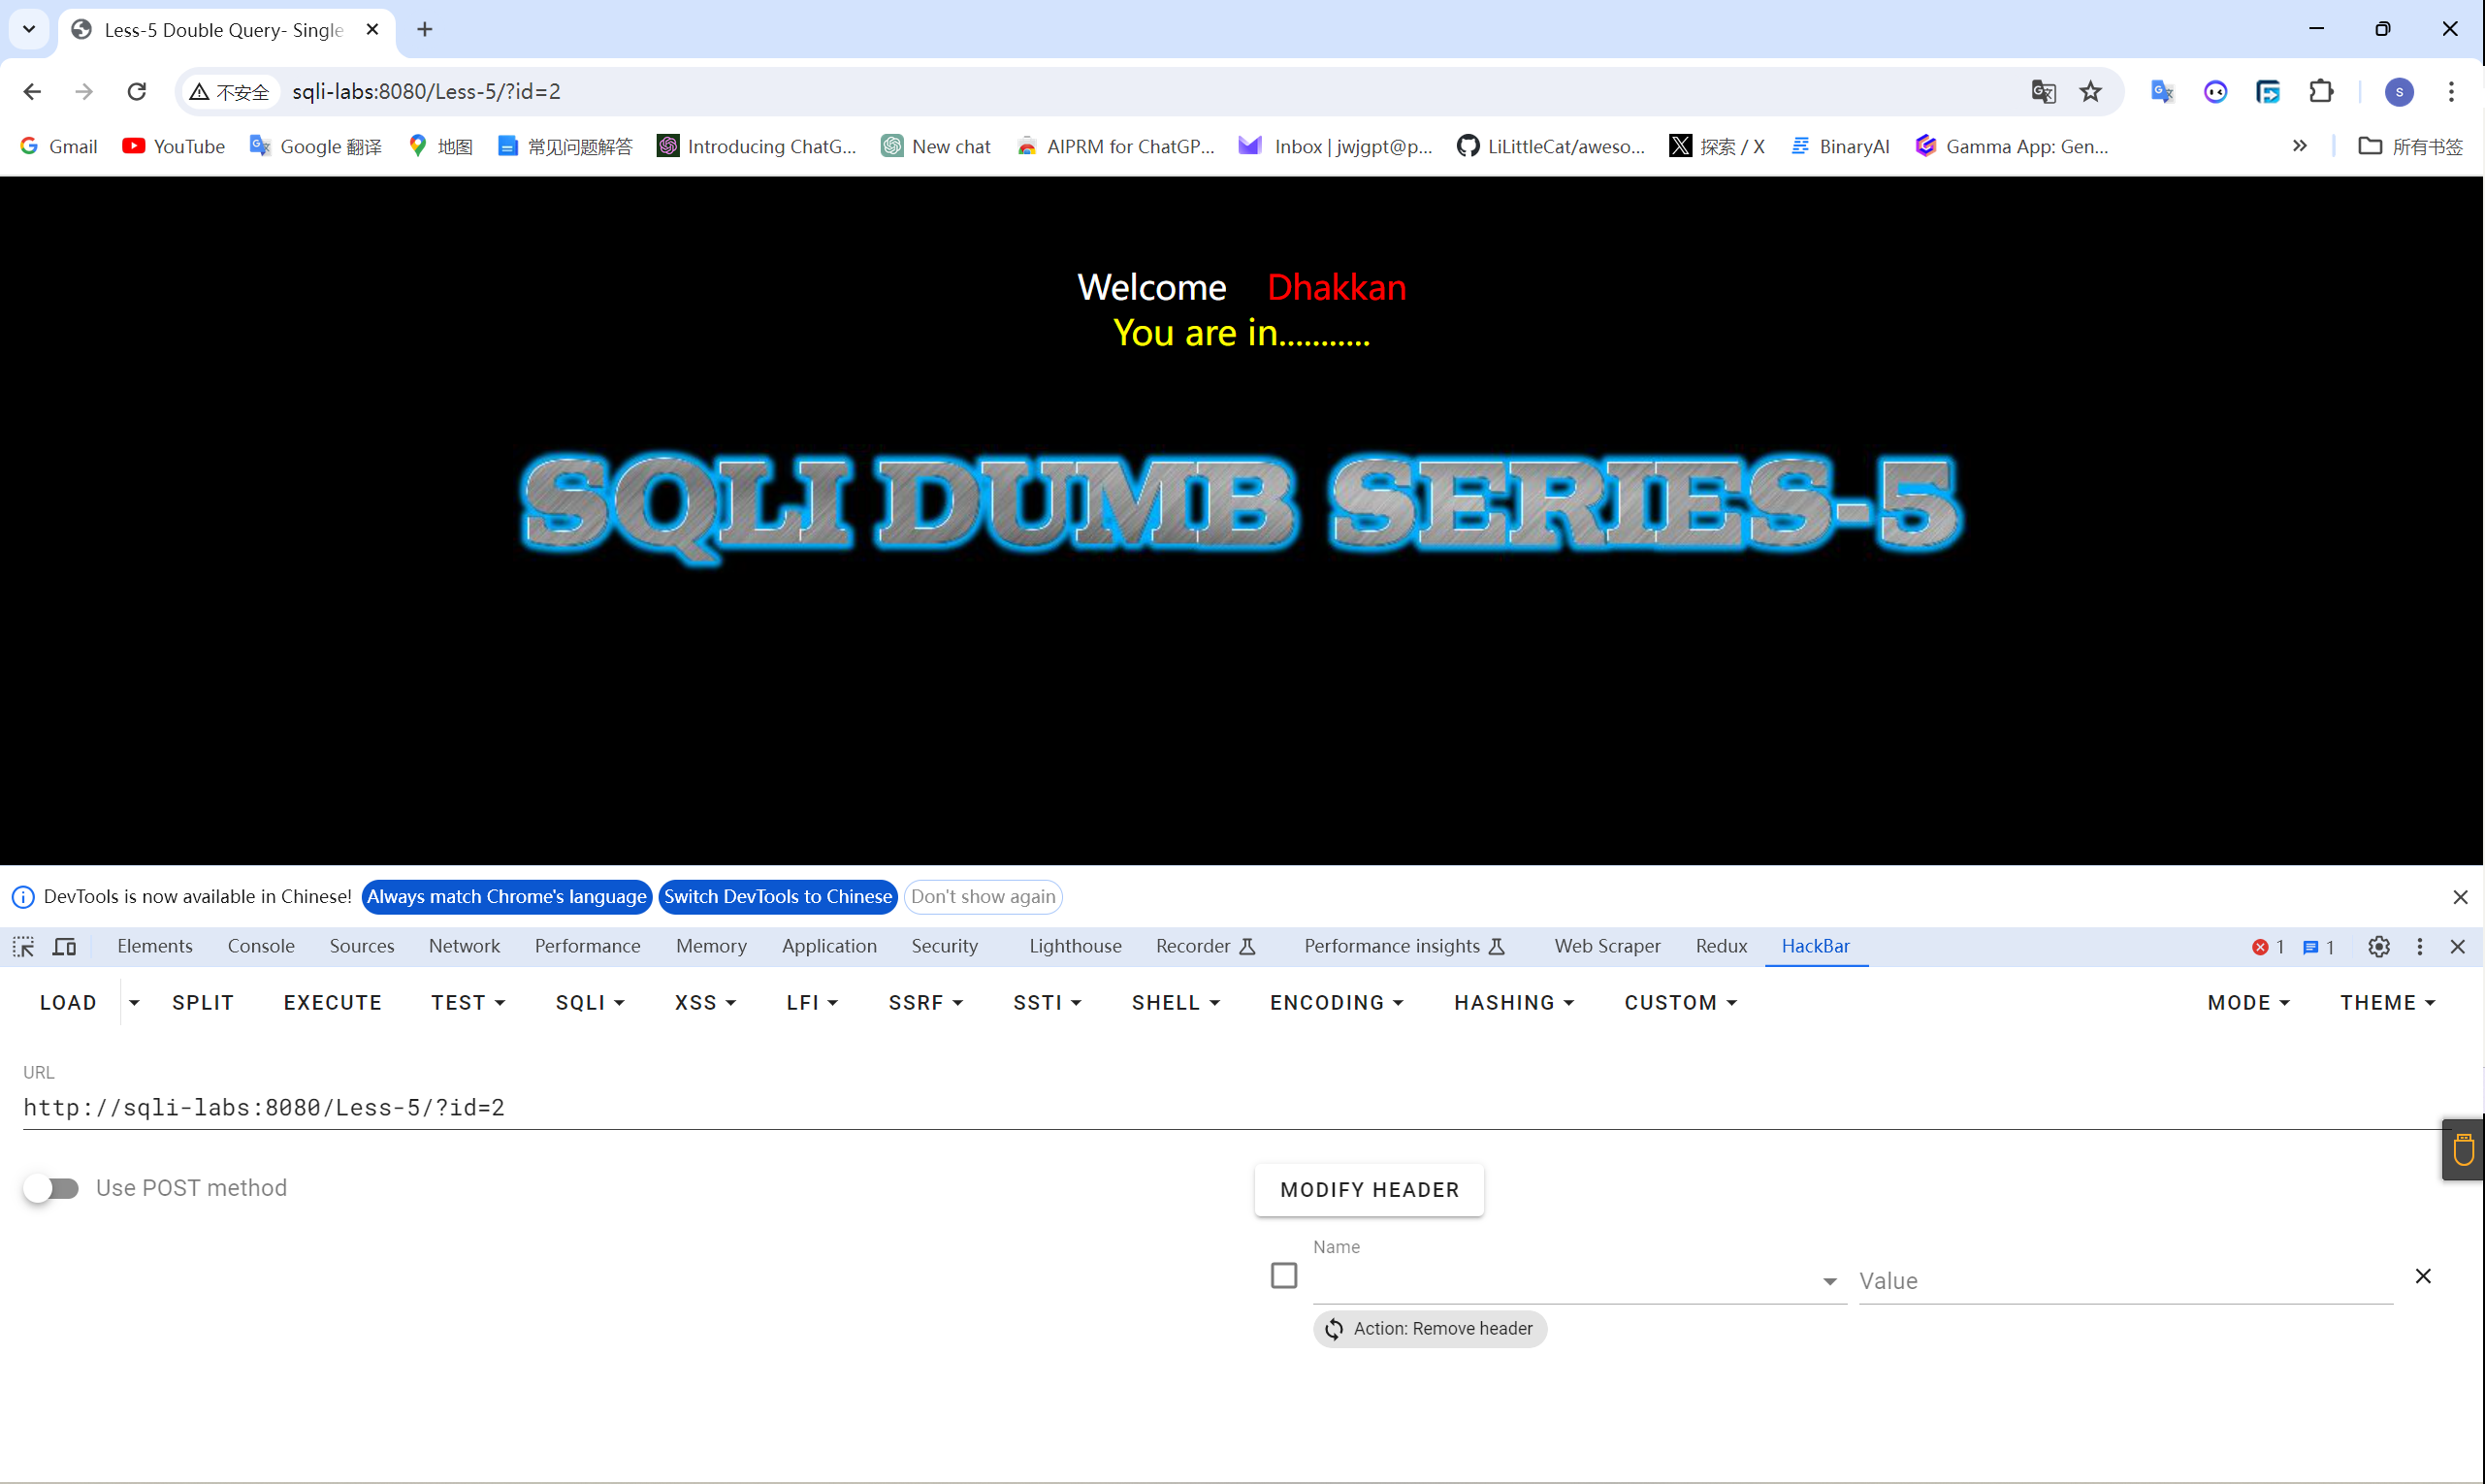 Less-5 Double Query- Single
不安全 sqli-labs:8080/Less-5/?id=2
Gmail YouTube Google 翻译 地图 常见问题解答 Introducing ChatG... New chat AIPRM for ChatGP... Inbox | jwjgpt@p... LiLittleCat/aweso... 探索 / X BinaryAI Gamma App: Gen... » 所有书签
Welcome Dhakkan
You are in...........
SQLI DUMB SERIES-5
DevTools is now available in Chinese! Always match Chrome's language Switch DevTools to Chinese Don't show again
Elements Console Sources Network Performance Memory Application Security Lighthouse Recorder Performance insights Web Scraper Redux HackBar 1 1
LOAD SPLIT EXECUTE TEST SQLI XSS LFI SSRF SSTI SHELL ENCODING HASHING CUSTOM MODE THEME
URL
http://sqli-labs:8080/Less-5/?id=2
Use POST method
MODIFY HEADER
Name
Value
Action: Remove header